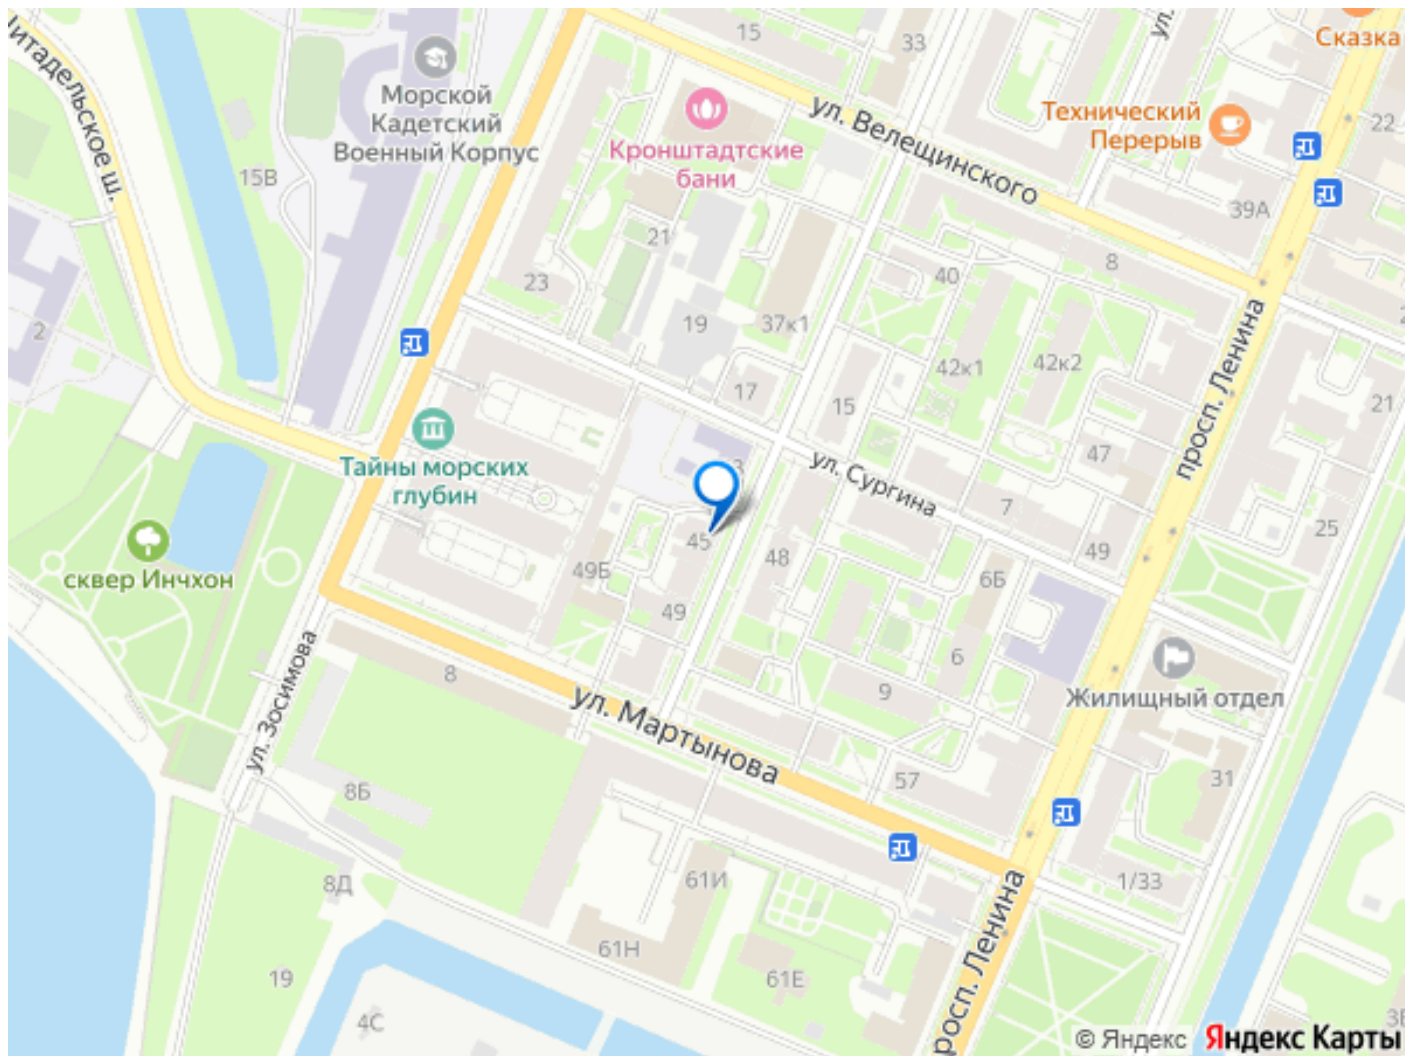 Сказка
15
33
ул.
Морской
Кадетский
Военный Корпус
Кронштадтские
бани
Технический
Перерыв
22
ул. Велещинского
Цитадельское ш.
15В
39А
21
40
8
23
2
19
37к1
42к1
42к2
просп. Ленина
17
15
21
Тайны морских
глубин
47
ул. Сургина
7
25
45
48
49
сквер Инчхон
49Б
6Б
49
6
ул. Зосимова
8
9
Жилищный отдел
ул. Мартынова
57
31
8Б
61И
1/33
8Д
просп. Ленина
61Н
61Е
19
4С
© Яндекс
Яндекс Карты